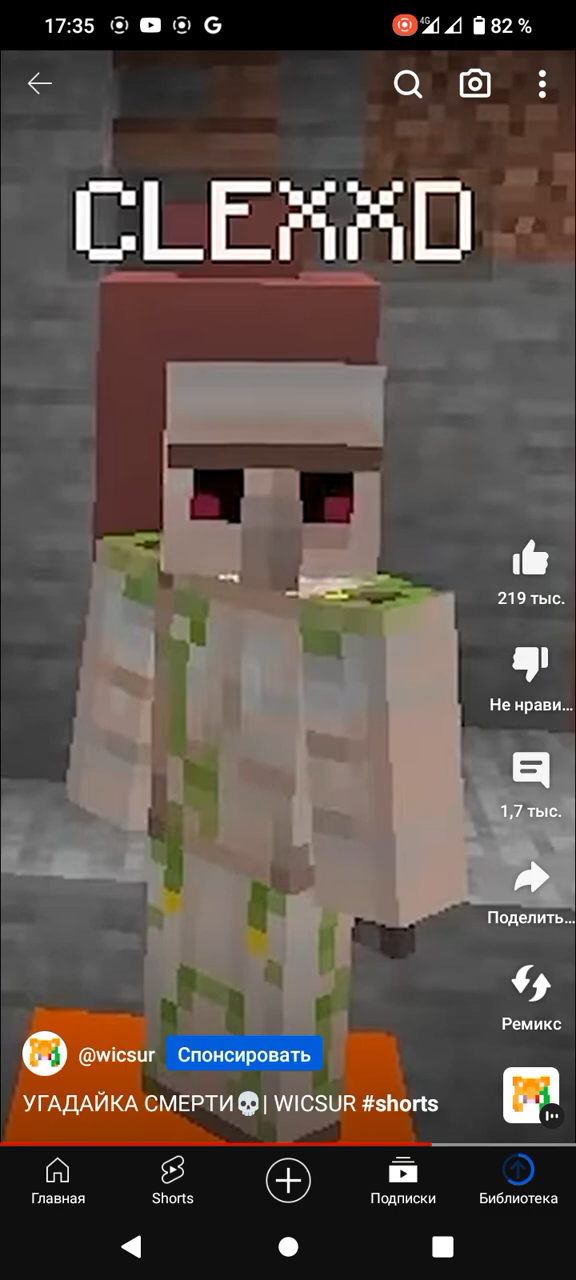 17:35
4G
82 %
CLEXXD
219 тыс.
Не нрави...
1,7 тыс.
Поделить...
Ремикс
@wicsur Спонсировать
УГАДАЙКА СМЕРТИ💀| WICSUR #shorts
Главная Shorts Подписки Библиотека